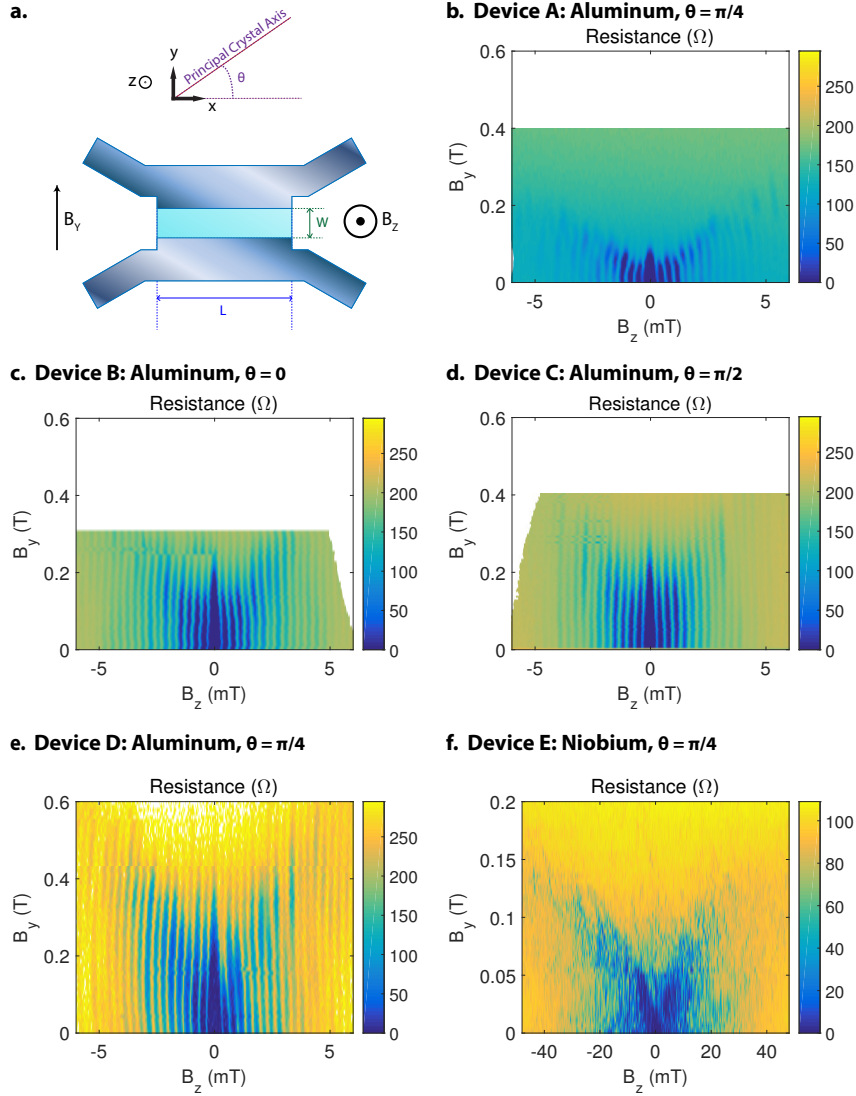 a.
y
z
x
Principal Crystal Axis
θ
B_Y
W
B_Z
L
b. Device A: Aluminum, θ = π/4
Resistance (Ω)
B_y (T)
0.6
0.4
0.2
0
-5 0 5
B_z (mT)
250
200
150
100
50
0
c. Device B: Aluminum, θ = 0
Resistance (Ω)
B_y (T)
0.6
0.4
0.2
0
-5 0 5
B_z (mT)
250
200
150
100
50
0
d. Device C: Aluminum, θ = π/2
Resistance (Ω)
B_y (T)
0.6
0.4
0.2
0
-5 0 5
B_z (mT)
250
200
150
100
50
0
e. Device D: Aluminum, θ = π/4
Resistance (Ω)
B_y (T)
0.6
0.4
0.2
0
-5 0 5
B_z (mT)
250
200
150
100
50
0
f. Device E: Niobium, θ = π/4
Resistance (Ω)
B_y (T)
0.2
0.15
0.1
0.05
0
-40 -20 0 20 40
B_z (mT)
100
80
60
40
20
0